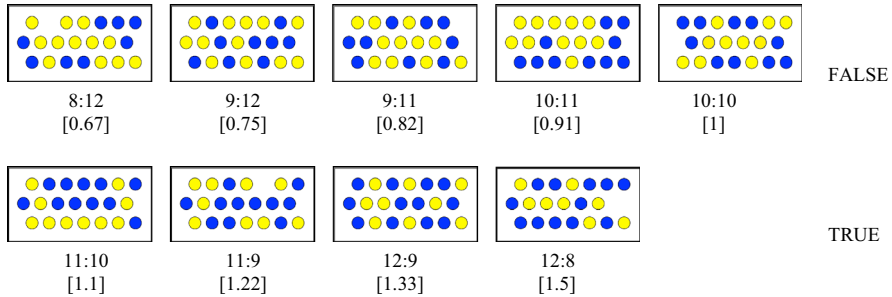 FALSE
8:12 9:12 9:11 10:11 10:10
[0.67] [0.75] [0.82] [0.91] [1]
TRUE
11:10 11:9 12:9 12:8
[1.1] [1.22] [1.33] [1.5]